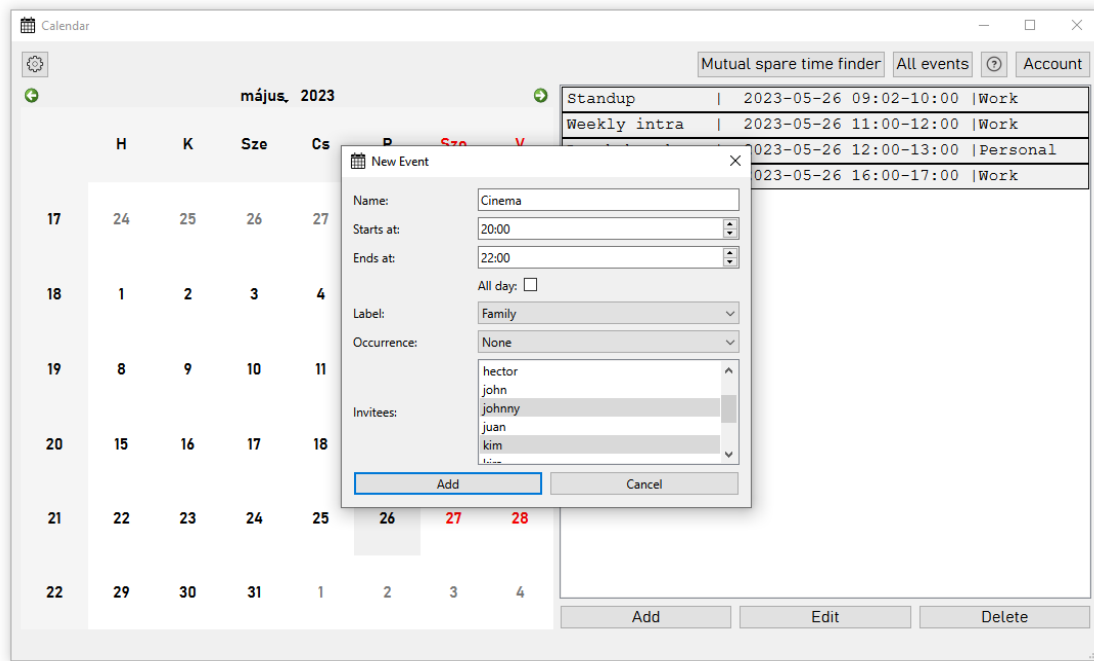 Calendar
Mutual spare time finder All events Account
május, 2023
Standup | 2023-05-26 09:02-10:00 |Work
Weekly intra | 2023-05-26 11:00-12:00 |Work
2023-05-26 12:00-13:00 |Personal
2023-05-26 16:00-17:00 |Work
H K Sze Cs P Szo V
17 24 25 26 27
18 1 2 3 4
19 8 9 10 11
20 15 16 17 18
21 22 23 24 25 26 27 28
22 29 30 31 1 2 3 4
New Event
Name: Cinema
Starts at: 20:00
Ends at: 22:00
All day:
Label: Family
Occurrence: None
Invitees:
hector
john
johnny
juan
kim
Add Cancel
Add Edit Delete